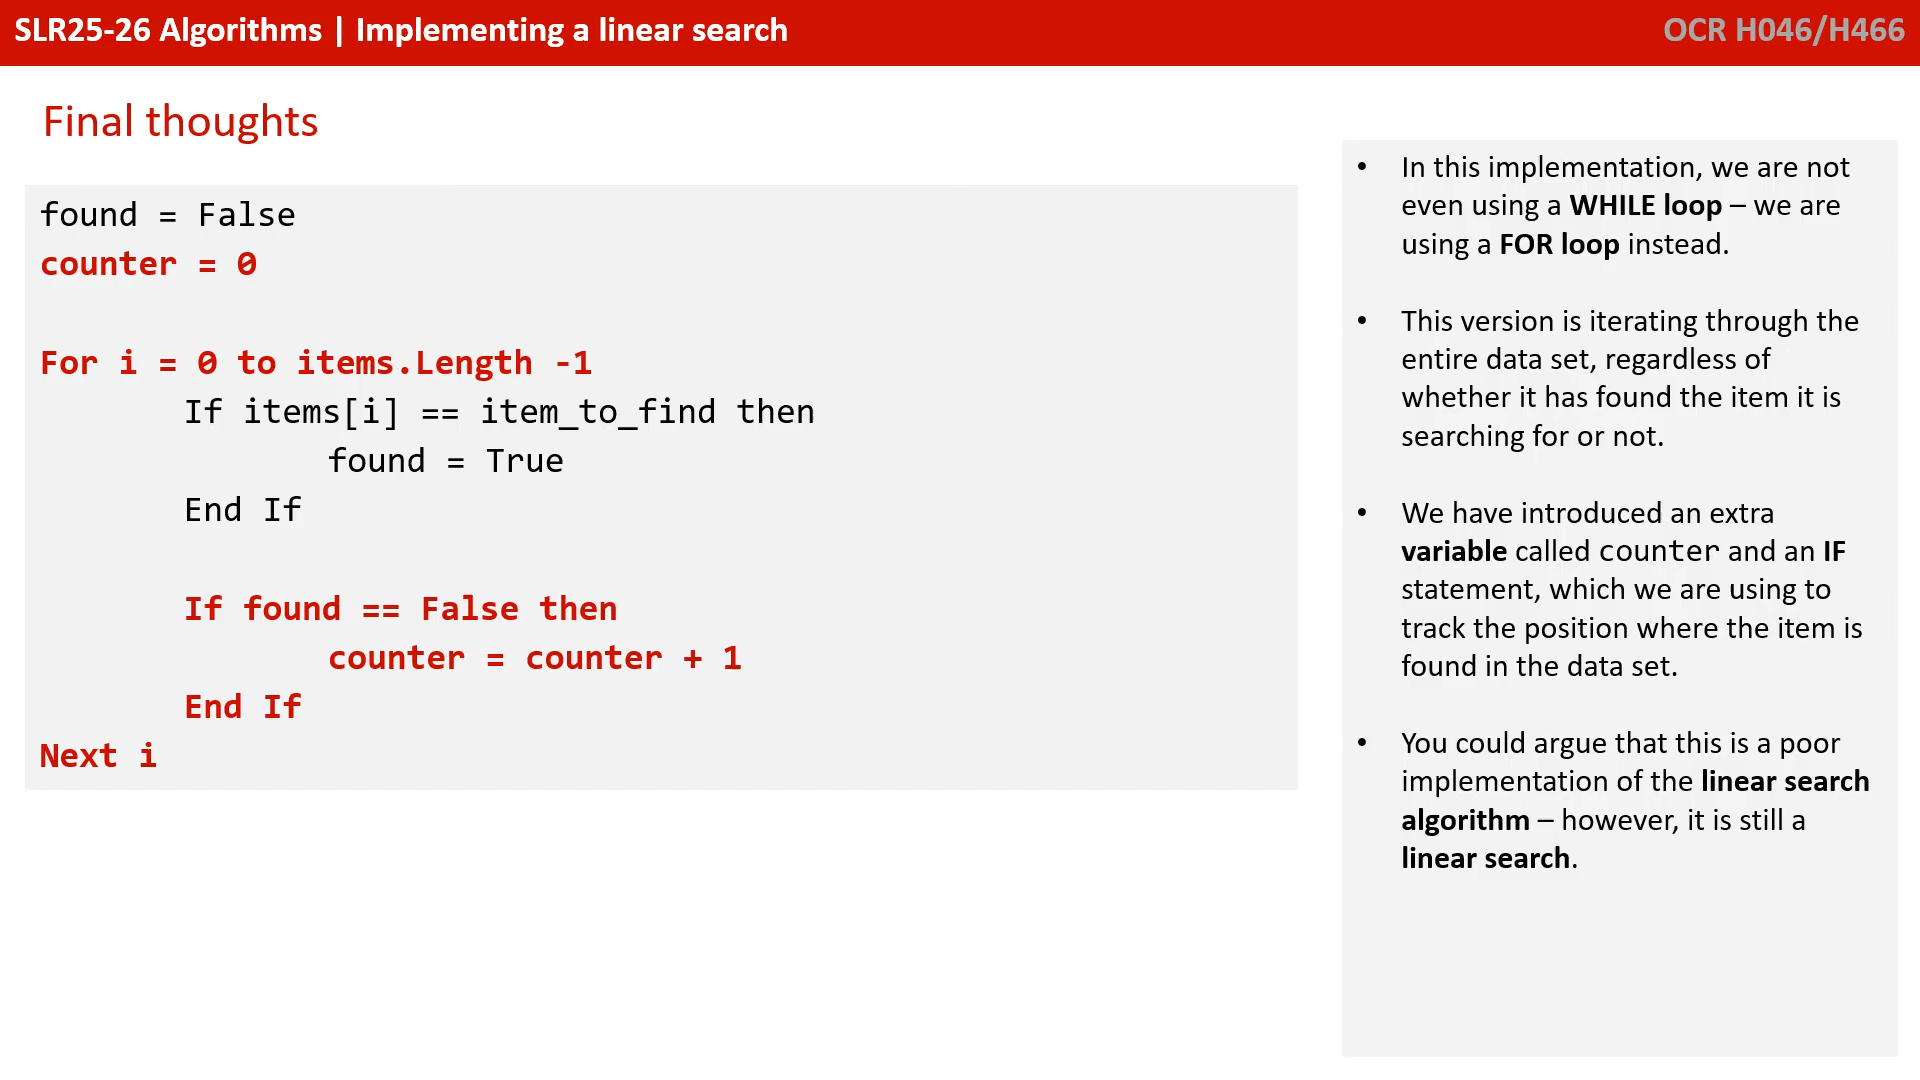 SLR25-26 Algorithms | Implementing a linear search
OCR H046/H466
Final thoughts
found = False
counter = 0
For i = 0 to items.Length -1
If items[i] == item_to_find then
found = True
End If
If found == False then
counter = counter + 1
End If
Next i
• In this implementation, we are not
even using a WHILE loop – we are
using a FOR loop instead.
• This version is iterating through the
entire data set, regardless of
whether it has found the item it is
searching for or not.
• We have introduced an extra
variable called counter and an IF
statement, which we are using to
track the position where the item is
found in the data set.
• You could argue that this is a poor
implementation of the linear search
algorithm – however, it is still a
linear search.